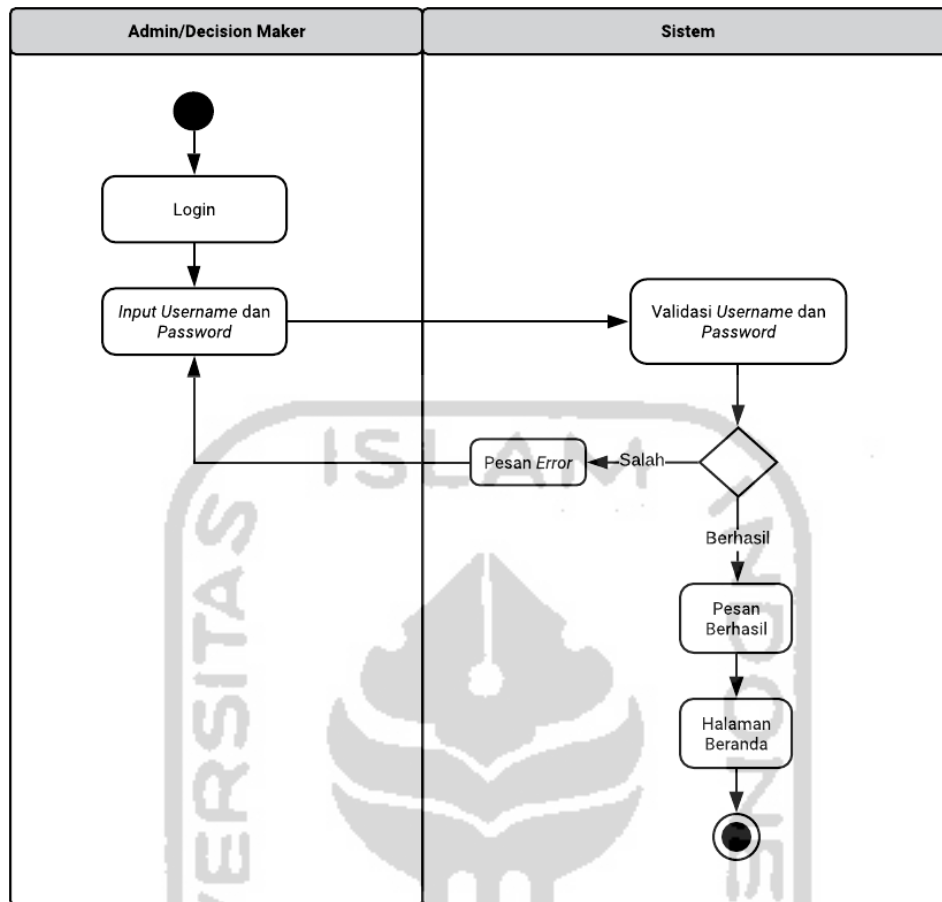 Admin/Decision Maker
Sistem
Login
Input Username dan
Password
Validasi Username dan
Password
Pesan Error
Salah
Berhasil
Pesan
Berhasil
Halaman
Beranda
ISLAM